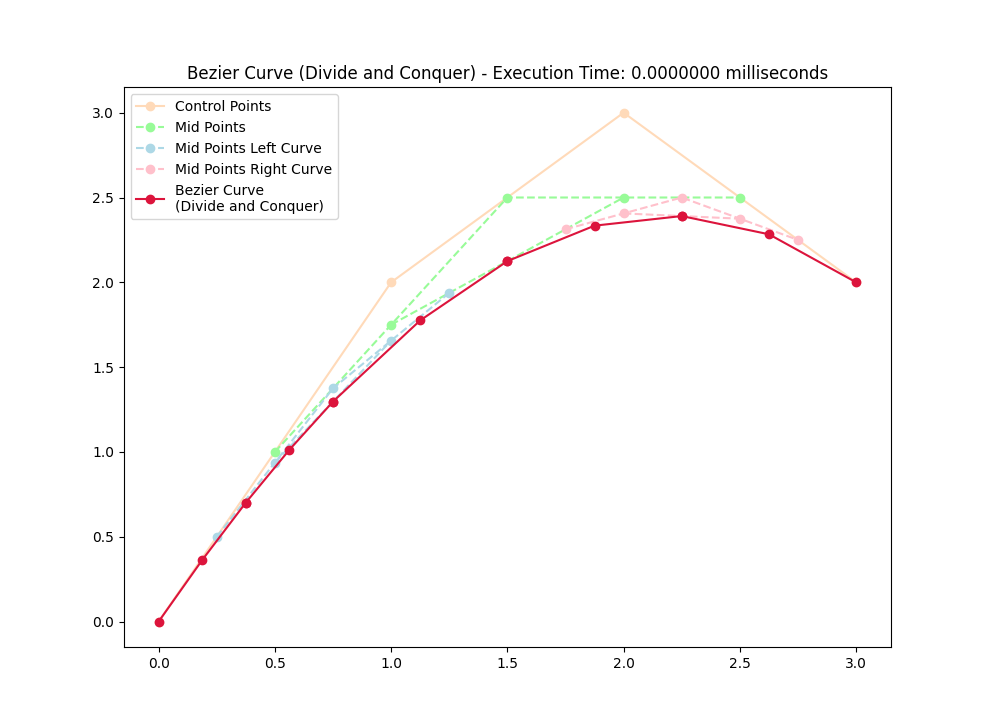 Bezier Curve (Divide and Conquer) - Execution Time: 0.0000000 milliseconds
Control Points
Mid Points
Mid Points Left Curve
Mid Points Right Curve
Bezier Curve
(Divide and Conquer)
3.0
2.5
2.0
1.5
1.0
0.5
0.0
0.0 0.5 1.0 1.5 2.0 2.5 3.0